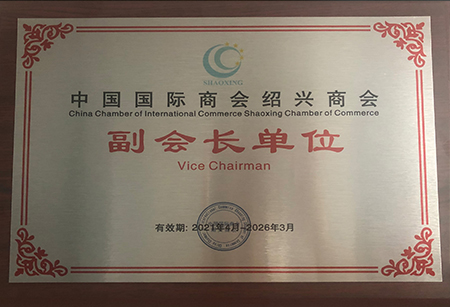 SHAOXING
中国国际商会绍兴商会
China Chamber of International Commerce Shaoxing Chamber of Commerce
副会长单位
Vice Chairman
有效期: 2021年4月-2026年3月